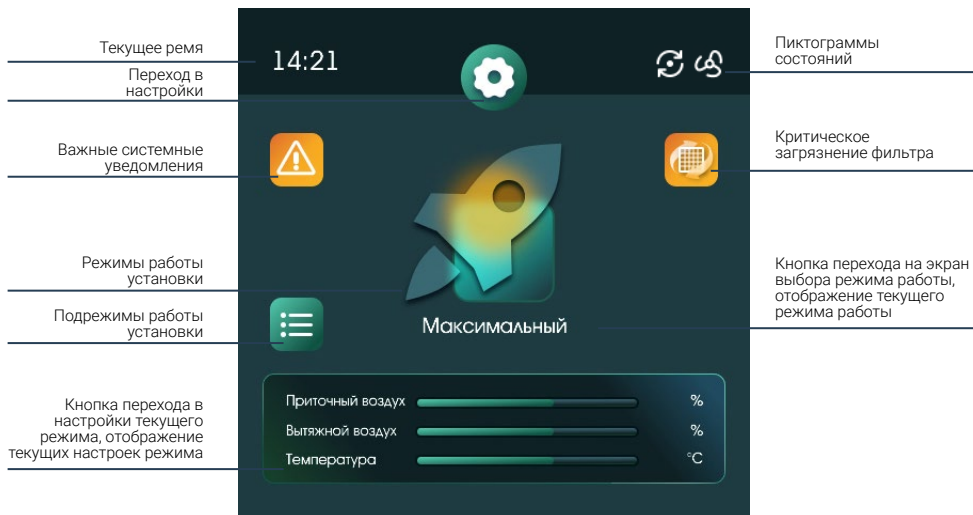 Текущее ремя
Переход в
настройки
Важные системные
уведомления
Режимы работы
установки
Подрежимы работы
установки
Кнопка перехода в
настройки текущего
режима, отображение
текущих настроек режима
14:21
Максимальный
Приточный воздух %
Вытяжной воздух %
Температура °C
Пиктограммы
состояний
Критическое
загрязнение фильтра
Кнопка перехода на экран
выбора режима работы,
отображение текущего
режима работы